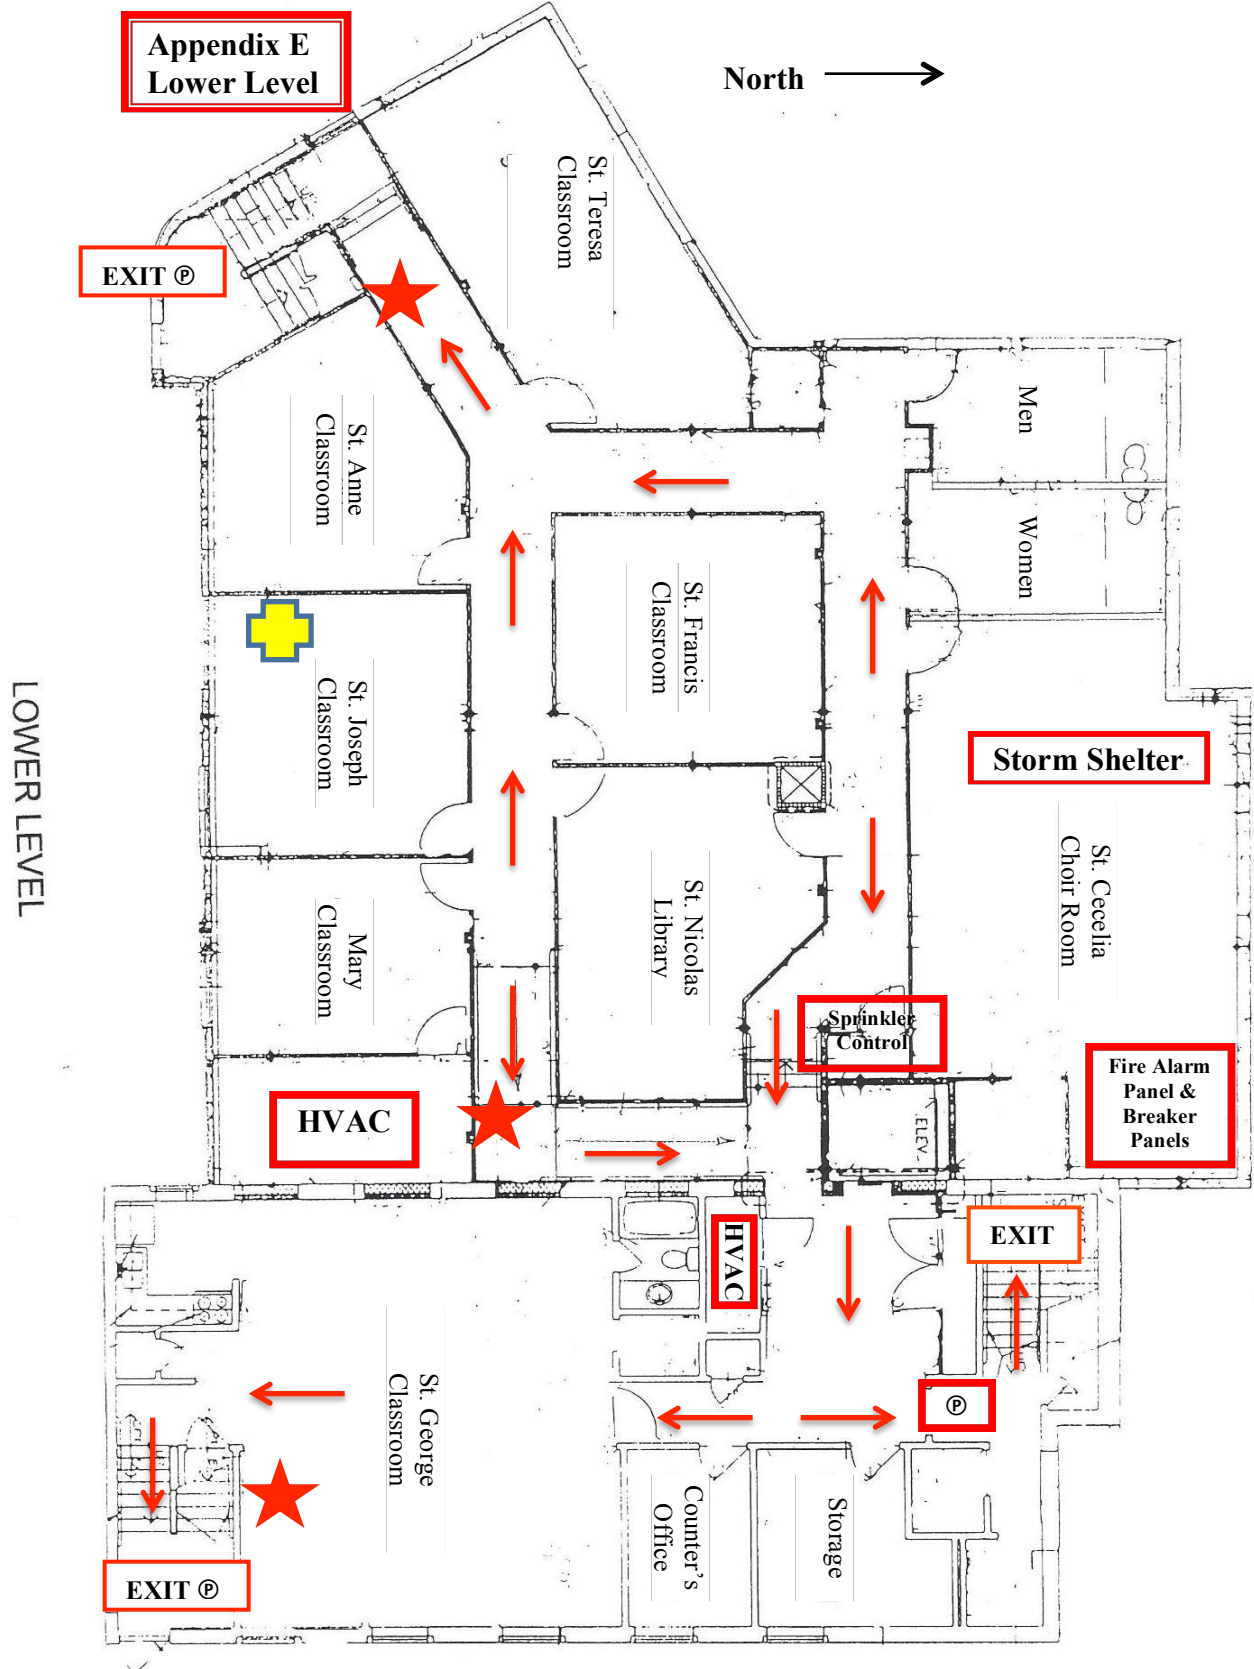 Appendix E
Lower Level
North
St. Teresa
Classroom
EXIT Ⓟ
Men
St. Anne
Classroom
Women
St. Francis
Classroom
St. Joseph
Classroom
LOWER LEVEL
Storm Shelter
St. Cecelia
Choir Room
St. Nicolas
Library
Mary
Classroom
Sprinkler
Control
Fire Alarm
Panel &
Breaker
Panels
HVAC
ELEV
EXIT
HVAC
Ⓟ
St. George
Classroom
Counter's
Office
Storage
EXIT Ⓟ